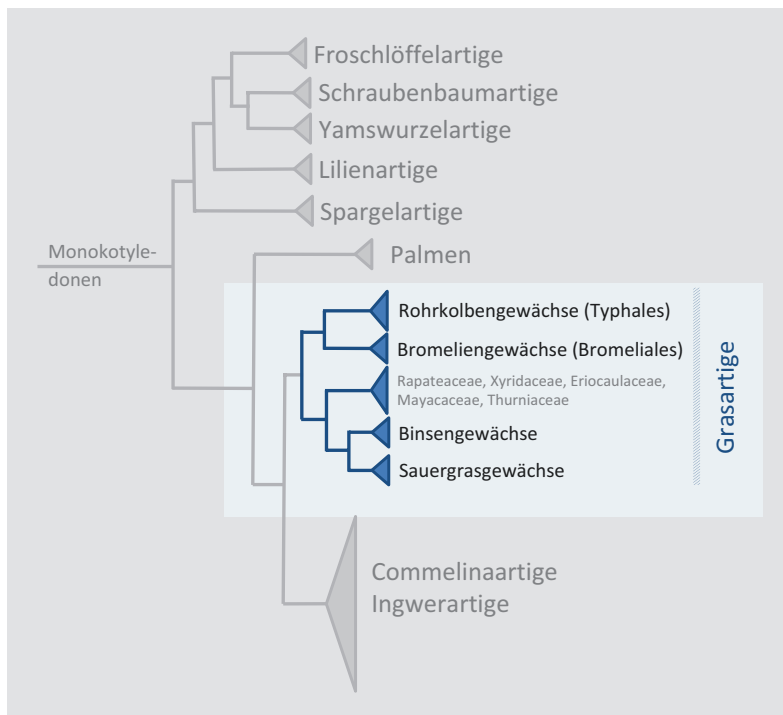 Froschlöffelartige
Schraubenbaumartige
Yamswurzelartige
Lilienartige
Spargelartige
Monokotyle-
donen
Palmen
Rohrkolbengewächse (Typhales)
Bromeliengewächse (Bromeliales)
Rapateaceae, Xyridaceae, Eriocaulaceae,
Mayacaceae, Thurniaceae
Binsengewächse
Sauergrasgewächse
Grasartige
Commelinaartige
Ingwerartige